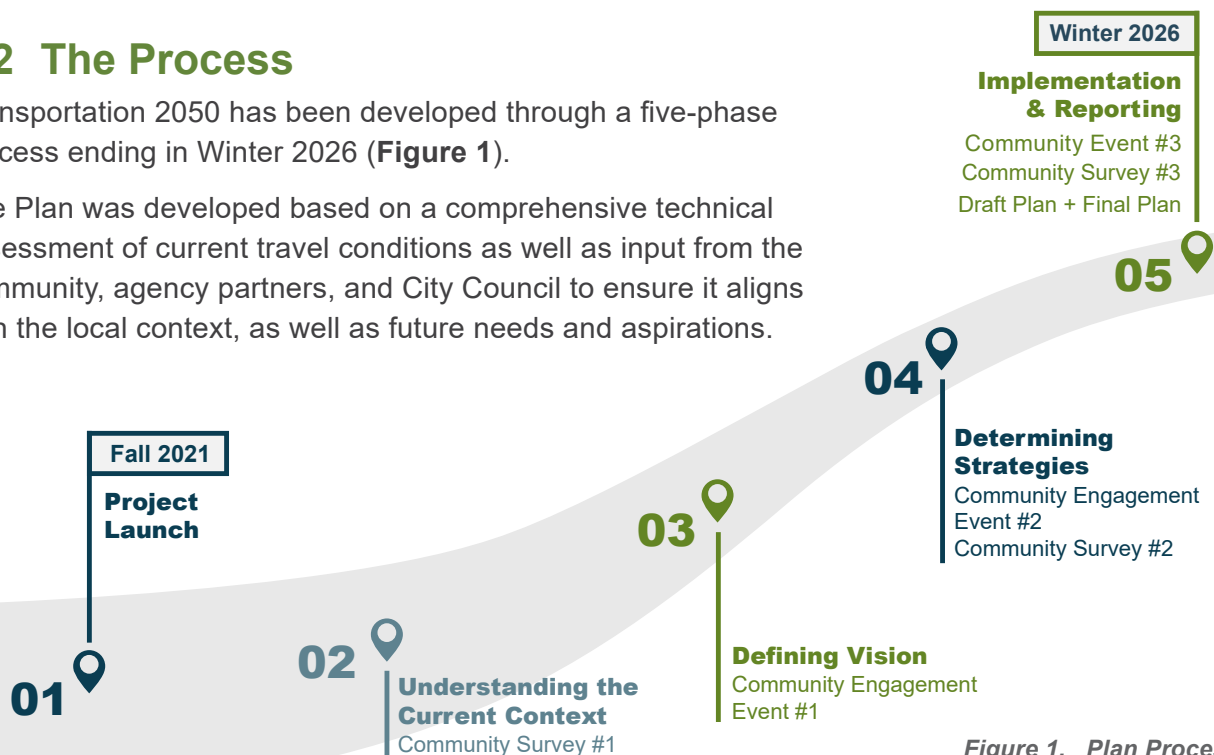 2 The Process
nsportation 2050 has been developed through a five-phase
cess ending in Winter 2026 (Figure 1).
e Plan was developed based on a comprehensive technical
essment of current travel conditions as well as input from the
mmunity, agency partners, and City Council to ensure it aligns
n the local context, as well as future needs and aspirations.
Fall 2021
Project
Launch
01
02
Understanding the
Current Context
Community Survey #1
03
Defining Vision
Community Engagement
Event #1
04
Determining
Strategies
Community Engagement
Event #2
Community Survey #2
Winter 2026
Implementation
& Reporting
Community Event #3
Community Survey #3
Draft Plan + Final Plan
05
Figure 1. Plan Proce